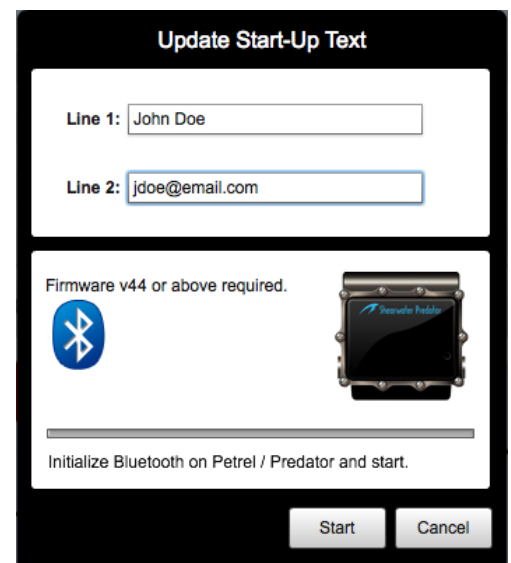 Update Start-Up Text
Line 1: John Doe
Line 2: jdoe@email.com
Firmware v44 or above required.
Shearwater Predator
Initialize Bluetooth on Petrel / Predator and start.
Start Cancel